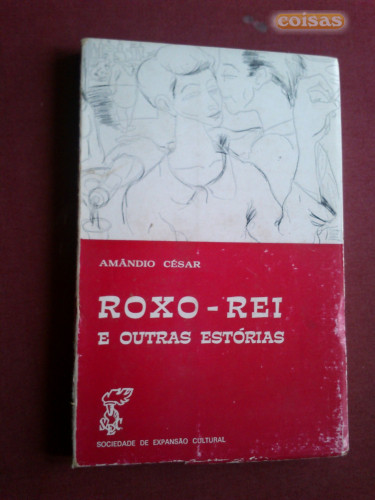 coisas
AMÂNDIO CÉSAR
ROXO-REI
E OUTRAS ESTÓRIAS
SOCIEDADE DE EXPANSÃO CULTURAL